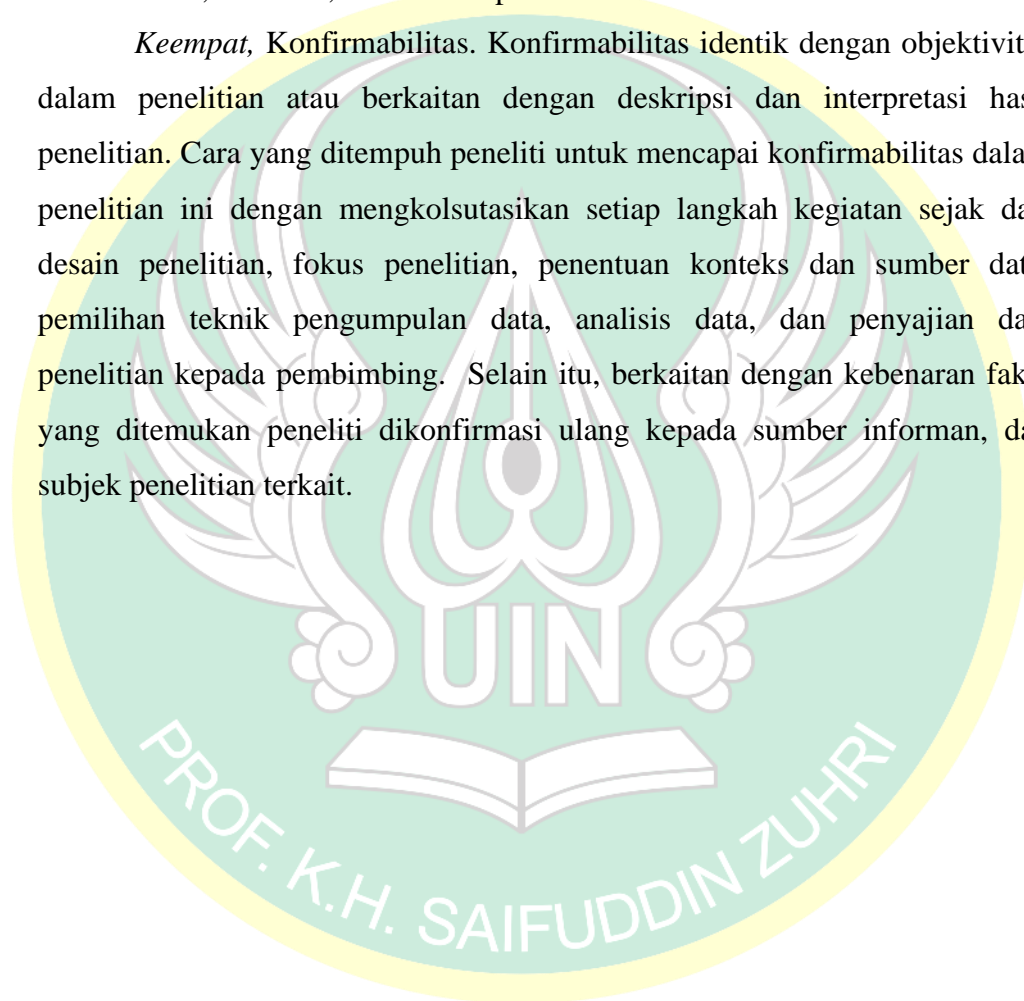 Keempat, Konfirmabilitas. Konfirmabilitas identik dengan objektivit
dalam penelitian atau berkaitan dengan deskripsi dan interpretasi has
penelitian. Cara yang ditempuh peneliti untuk mencapai konfirmabilitas dala
penelitian ini dengan mengkolsutasikan setiap langkah kegiatan sejak da
desain penelitian, fokus penelitian, penentuan konteks dan sumber dat
pemilihan teknik pengumpulan data, analisis data, dan penyajian da
penelitian kepada pembimbing. Selain itu, berkaitan dengan kebenaran fak
yang ditemukan peneliti dikonfirmasi ulang kepada sumber informan, da
subjek penelitian terkait.
UIN
PROF. K.H. SAIFUDDIN ZUHRI